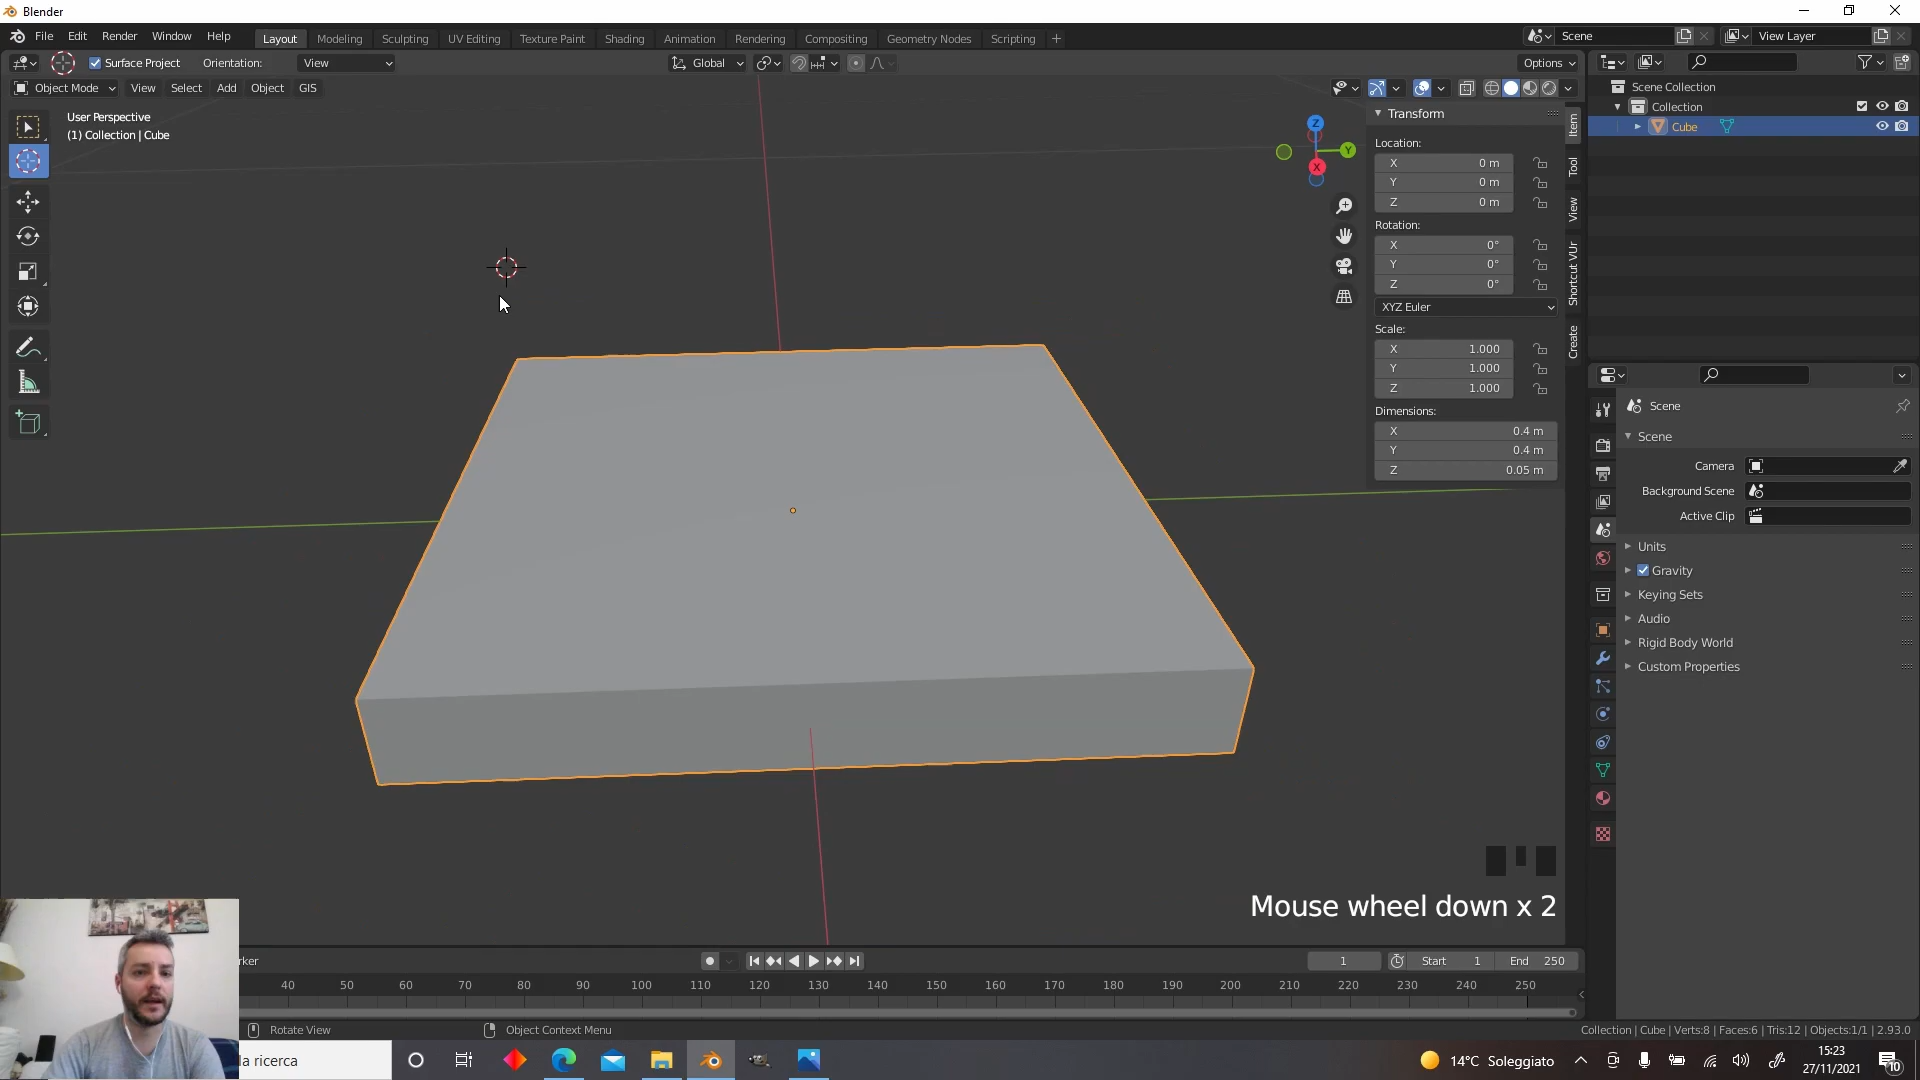 Blender
File Edit Render Window Help
Layout Modeling Sculpting UV Editing Texture Paint Shading Animation Rendering Compositing Geometry Nodes Scripting +
Scene
View Layer
Surface Project Orientation: View
Global
Options
Object Mode View Select Add Object GIS
User Perspective
(1) Collection | Cube
Z
Y
X
Transform
Location:
X 0 m
Y 0 m
Z 0 m
Rotation:
X 0°
Y 0°
Z 0°
XYZ Euler
Scale:
X 1.000
Y 1.000
Z 1.000
Dimensions:
X 0.4 m
Y 0.4 m
Z 0.05 m
Item
Tool
View
Shortcut VUr
Create
Scene Collection
Collection
Cube
Scene
Scene
Camera
Background Scene
Active Clip
Units
Gravity
Keying Sets
Audio
Rigid Body World
Custom Properties
Mouse wheel down x 2
rker
1
Start 1
End 250
40 50 60 70 80 90 100 110 120 130 140 150 160 170 180 190 200 210 220 230 240 250
Rotate View
Object Context Menu
Collection | Cube | Verts:8 | Faces:6 | Tris:12 | Objects:1/1 | 2.93.0
la ricerca
14°C Soleggiato
15:23
27/11/2021
10